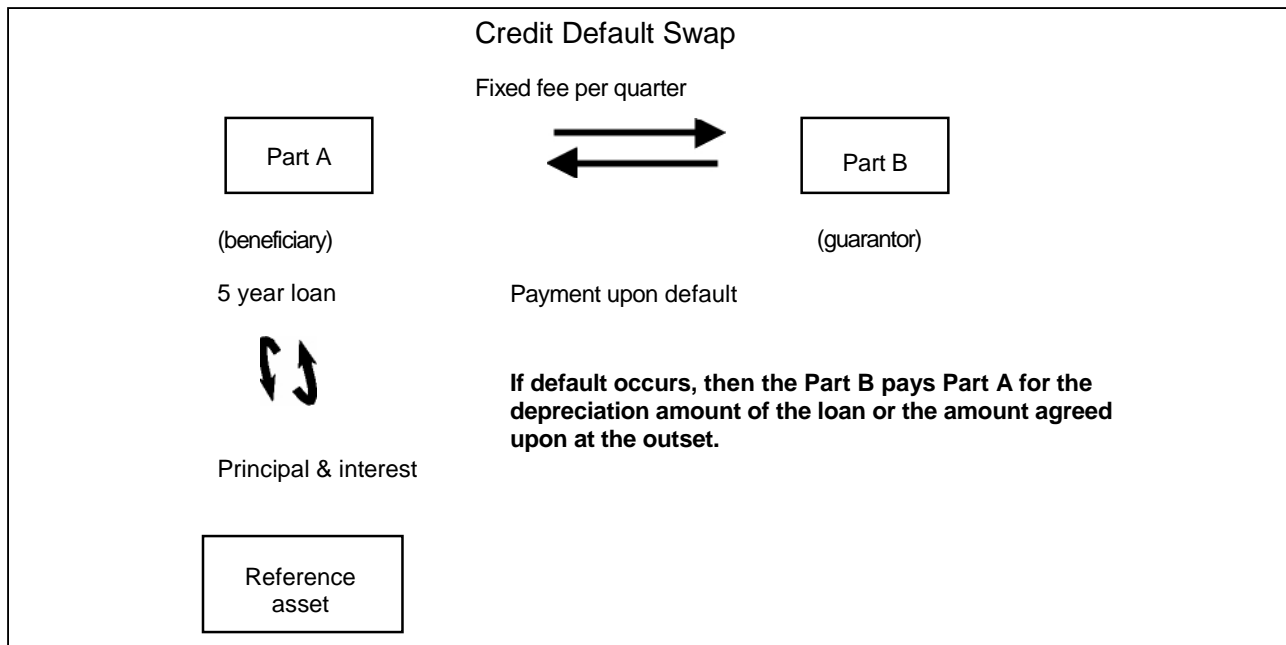 Credit Default Swap
Fixed fee per quarter
Part A
Part B
(beneficiary)
(guarantor)
5 year loan
Payment upon default
If default occurs, then the Part B pays Part A for the
depreciation amount of the loan or the amount agreed
upon at the outset.
Principal & interest
Reference
asset